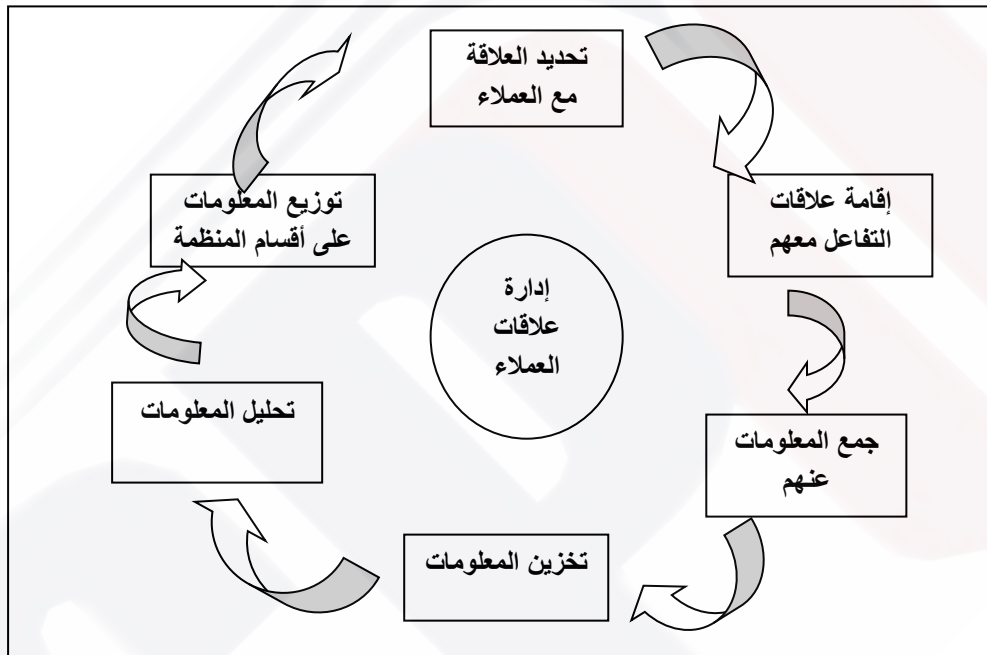 تحديد العلاقة
مع العملاء
إقامة علاقات
التفاعل معهم
جمع المعلومات
عنهم
تخزين المعلومات
تحليل المعلومات
توزيع المعلومات
على أقسام المنظمة
إدارة
علاقات
العملاء